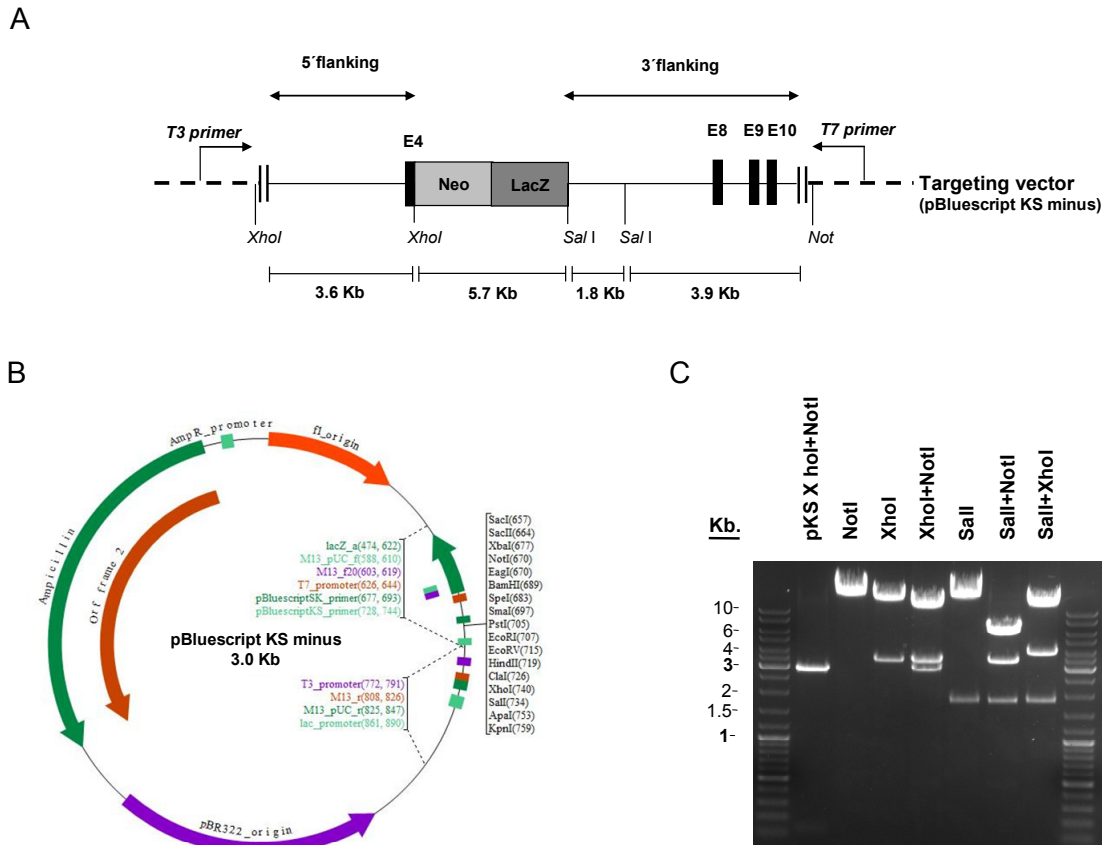 A
5´flanking
3´flanking
T3 primer
E4
E8
E9
E10
T7 primer
Neo
LacZ
Targeting vector
(pBluescript KS minus)
XhoI
XhoI
Sal I
Sal I
Not
3.6 Kb
5.7 Kb
1.8 Kb
3.9 Kb
B
AmpR_promoter
f1_origin
Ampicillin
Orf frame 2
pBR322_origin
lacZ_a(474, 622)
M13_pUC_f(588, 610)
M13_f20(603, 619)
T7_promoter(626, 644)
pBluescriptSK_primer(677, 693)
pBluescriptKS_primer(728, 744)
pBluescript KS minus
3.0 Kb
T3_promoter(772, 791)
M13_r(808, 826)
M13_pUC_r(825, 847)
lac_promoter(861, 890)
SacI(657)
SacII(664)
XbaI(677)
NotI(670)
EagI(670)
BamHI(689)
SpeI(683)
SmaI(697)
PstI(705)
EcoRI(707)
EcoRV(715)
HindII(719)
ClaI(726)
XhoI(740)
SalI(734)
ApaI(753)
KpnI(759)
C
Kb.
pKS X hoI+NotI
NotI
XhoI
XhoI+NotI
SalI
SalI+NotI
SalI+XhoI
10-
6-
4-
3-
2-
1.5-
1-